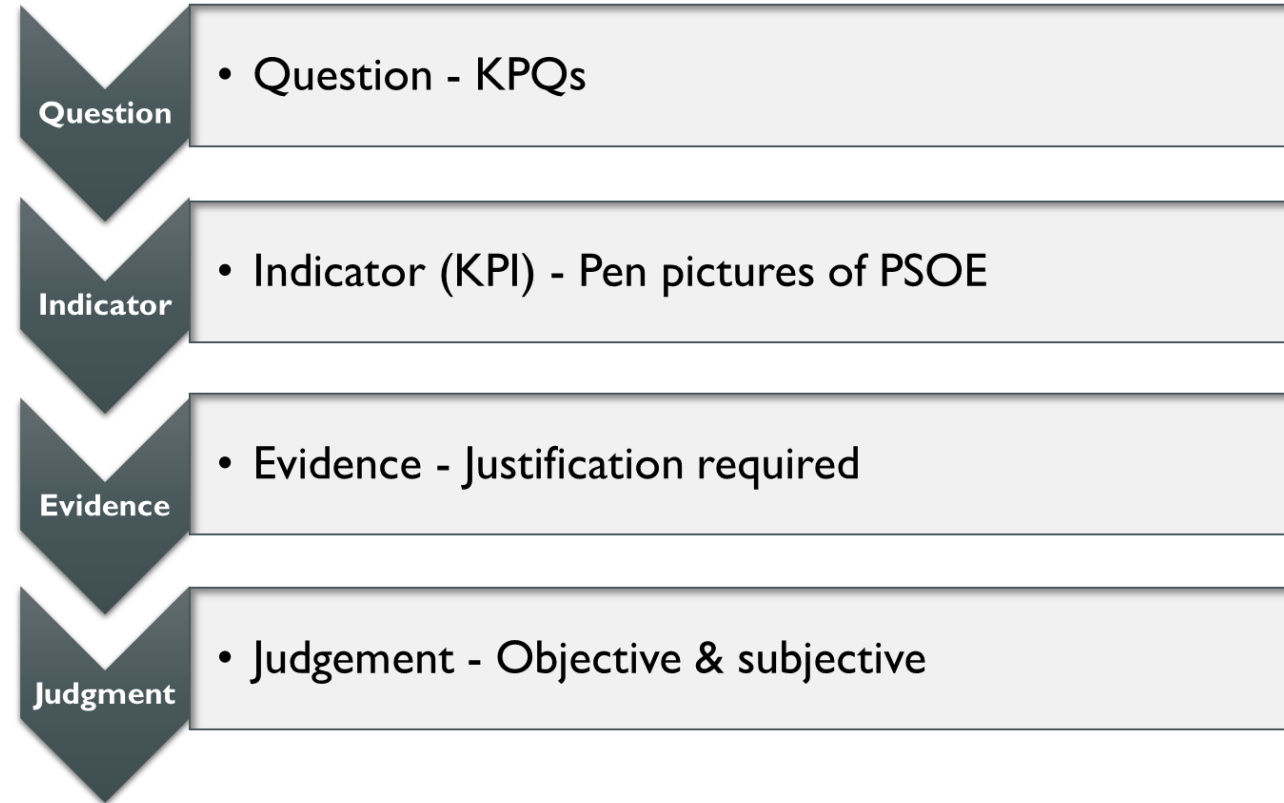 Question
• Question - KPQs
Indicator
• Indicator (KPI) - Pen pictures of PSOE
Evidence
• Evidence - Justification required
Judgment
• Judgement - Objective & subjective